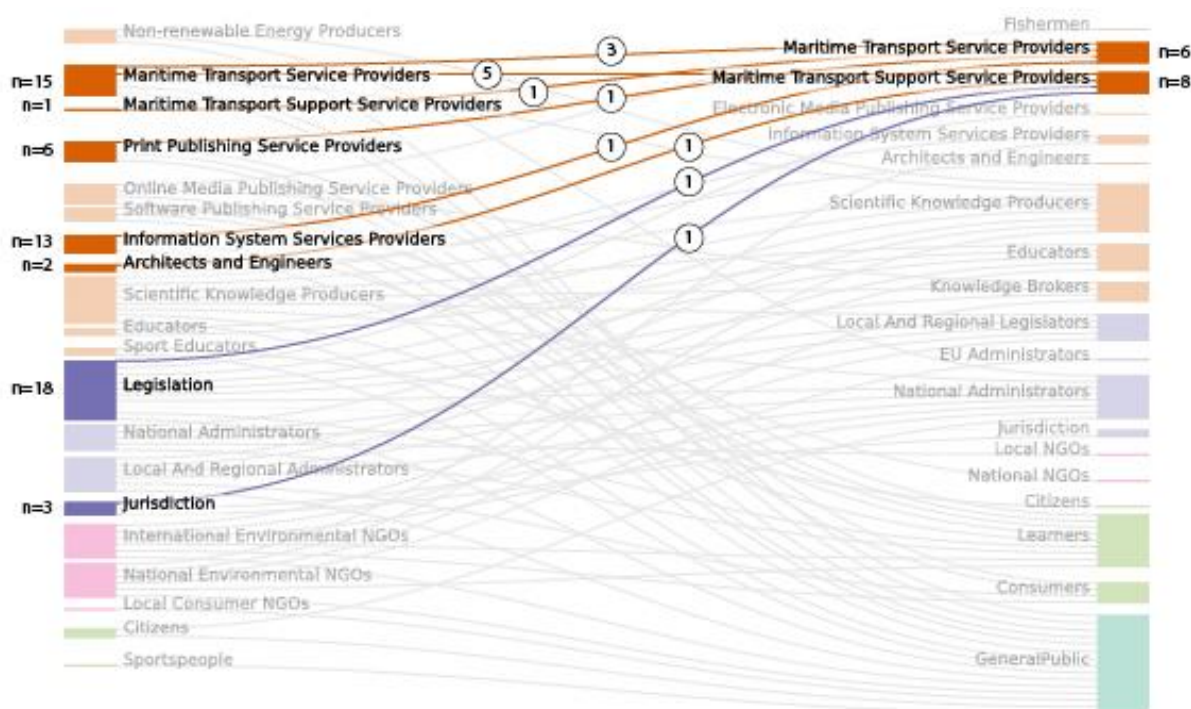 Non-renewable Energy Producers
n=15
Maritime Transport Service Providers
n=1
Maritime Transport Support Service Providers
n=6
Print Publishing Service Providers
Online Media Publishing Service Providers
Software Publishing Service Providers
n=13
Information System Services Providers
n=2
Architects and Engineers
Scientific Knowledge Producers
Educators
Sport Educators
n=18
Legislation
National Administrators
Local And Regional Administrators
n=3
Jurisdiction
International Environmental NGOs
National Environmental NGOs
Local Consumer NGOs
Citizens
Sportspeople
3
5
1
1
1
1
1
1
Fishermen
Maritime Transport Service Providers
n=6
Maritime Transport Support Service Providers
n=8
Electronic Media Publishing Service Providers
Information System Services Providers
Architects and Engineers
Scientific Knowledge Producers
Educators
Knowledge Brokers
Local And Regional Legislators
EU Administrators
National Administrators
Jurisdiction
Local NGOs
National NGOs
Citizens
Learners
Consumers
GeneralPublic